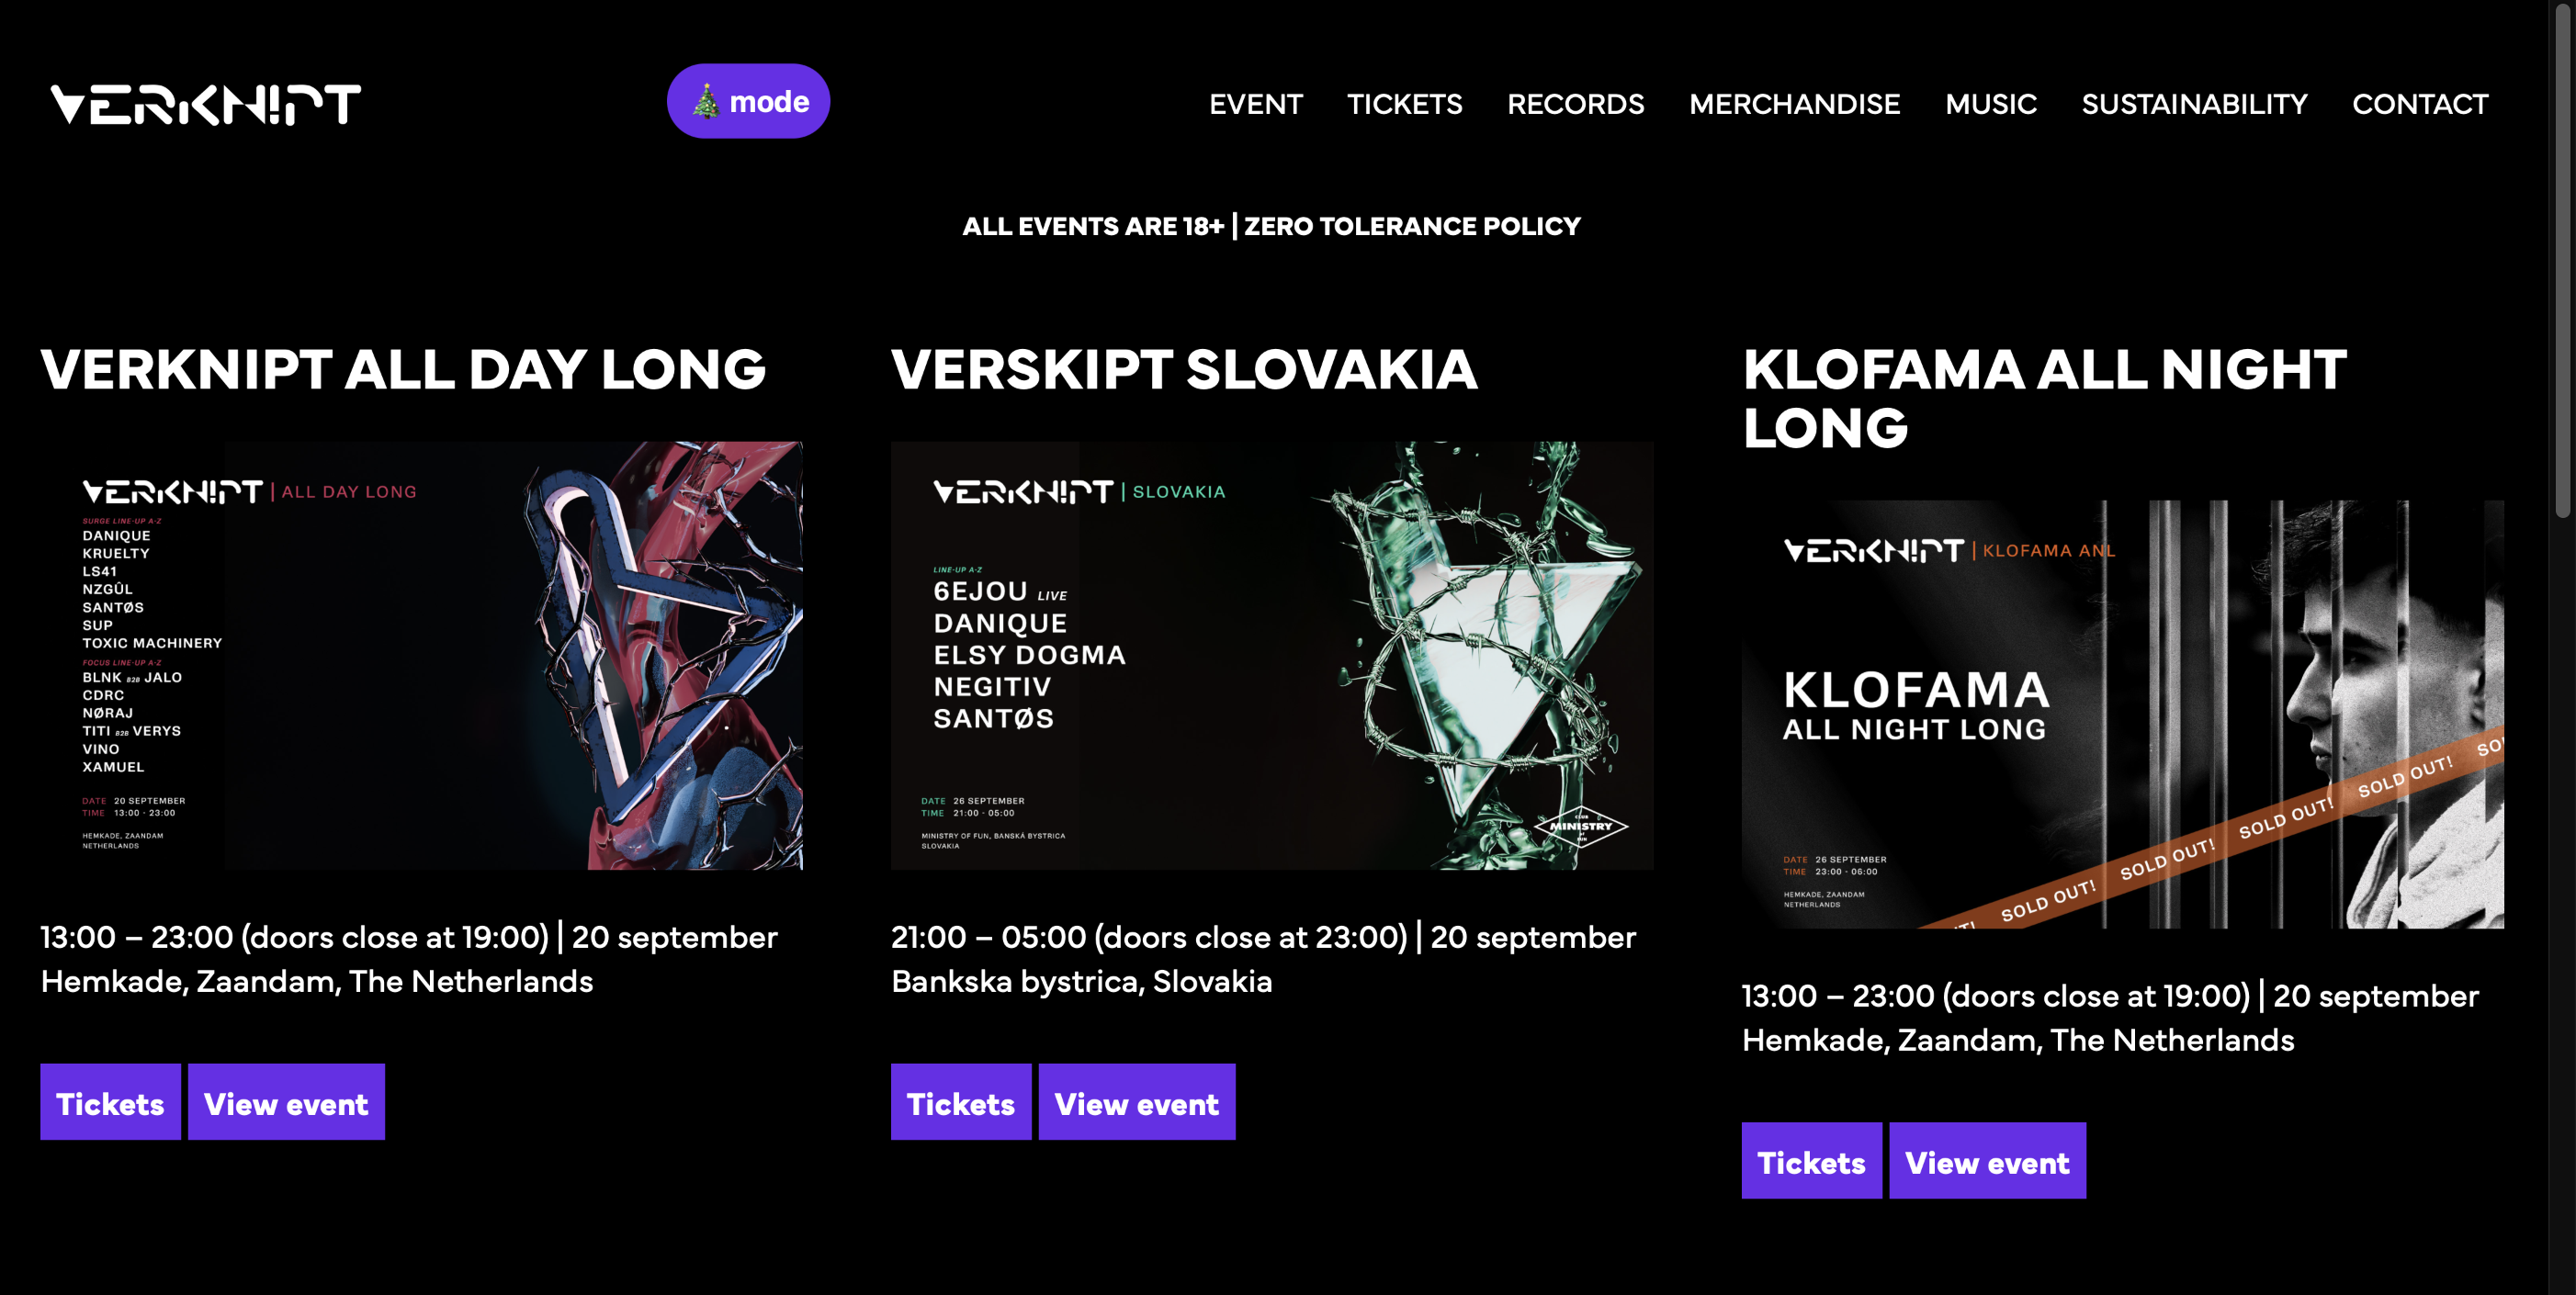 VERKNIPT
🎄 mode
EVENT TICKETS RECORDS MERCHANDISE MUSIC SUSTAINABILITY CONTACT
ALL EVENTS ARE 18+ | ZERO TOLERANCE POLICY
VERKNIPT ALL DAY LONG
VERKNIPT | ALL DAY LONG
SURGE LINE-UP A-Z
DANIQUE
KRUELTY
LS41
NZGÛL
SANTØS
SUP
TOXIC MACHINERY
FOCUS LINE-UP A-Z
BLNK B2B JALO
CDRC
NØRAJ
TITI B2B VERYS
VINO
XAMUEL
DATE 20 SEPTEMBER
TIME 13:00 - 23:00
HEMKADE, ZAANDAM
NETHERLANDS
13:00 – 23:00 (doors close at 19:00) | 20 september
Hemkade, Zaandam, The Netherlands
Tickets View event
VERSKIPT SLOVAKIA
VERKNIPT | SLOVAKIA
LINE-UP A-Z
6EJOU LIVE
DANIQUE
ELSY DOGMA
NEGITIV
SANTØS
DATE 26 SEPTEMBER
TIME 21:00 - 05:00
MINISTRY OF FUN, BANSKÁ BYSTRICA
SLOVAKIA
CLUB
MINISTRY
OF
FUN
21:00 – 05:00 (doors close at 23:00) | 20 september
Bankska bystrica, Slovakia
Tickets View event
KLOFAMA ALL NIGHT
LONG
VERKNIPT | KLOFAMA ANL
KLOFAMA
ALL NIGHT LONG
DATE 26 SEPTEMBER
TIME 23:00 - 06:00
HEMKADE, ZAANDAM
NETHERLANDS
UT! SOLD OUT! SOLD OUT! SOLD OUT! SOLD OUT! SO
13:00 – 23:00 (doors close at 19:00) | 20 september
Hemkade, Zaandam, The Netherlands
Tickets View event